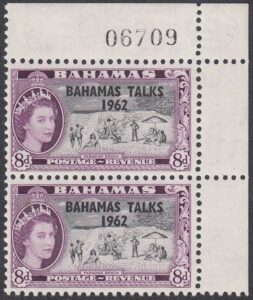 06709
BAHAMAS
BAHAMAS TALKS
1962
8d
POSTAGE REVENUE
8d
BAHAMAS
BAHAMAS TALKS
1962
8d
POSTAGE REVENUE
8d